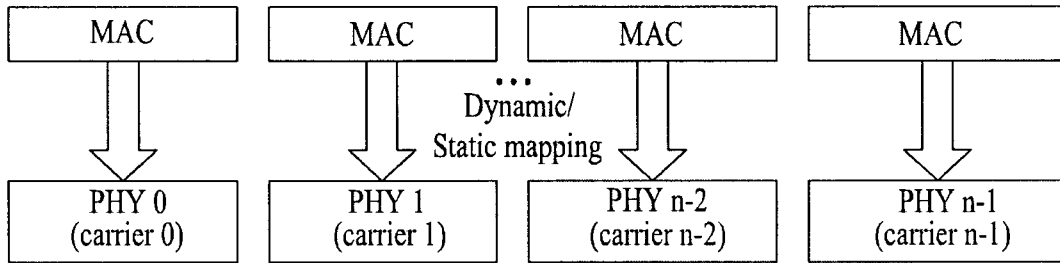 MAC MAC MAC MAC
...
Dynamic/
Static mapping
PHY 0 PHY 1 PHY n-2 PHY n-1
(carrier 0) (carrier 1) (carrier n-2) (carrier n-1)